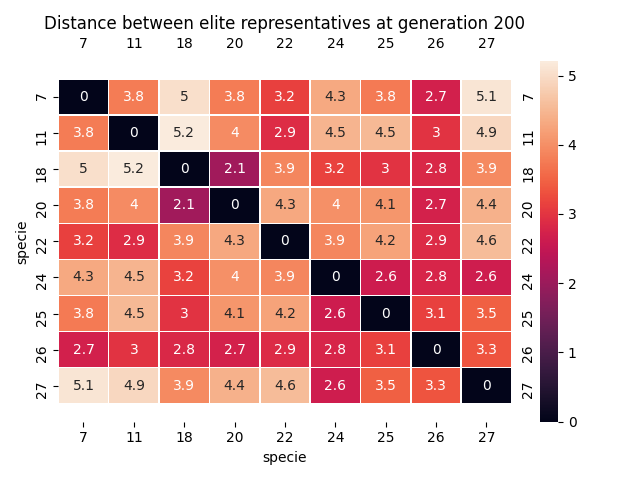 Distance between elite representatives at generation 200
7 11 18 20 22 24 25 26 27
7 0 3.8 5 3.8 3.2 4.3 3.8 2.7 5.1 7
11 3.8 0 5.2 4 2.9 4.5 4.5 3 4.9 11
18 5 5.2 0 2.1 3.9 3.2 3 2.8 3.9 18
20 3.8 4 2.1 0 4.3 4 4.1 2.7 4.4 20
22 3.2 2.9 3.9 4.3 0 3.9 4.2 2.9 4.6 22
24 4.3 4.5 3.2 4 3.9 0 2.6 2.8 2.6 24
25 3.8 4.5 3 4.1 4.2 2.6 0 3.1 3.5 25
26 2.7 3 2.8 2.7 2.9 2.8 3.1 0 3.3 26
27 5.1 4.9 3.9 4.4 4.6 2.6 3.5 3.3 0 27
7 11 18 20 22 24 25 26 27
specie
specie
5
4
3
2
1
0